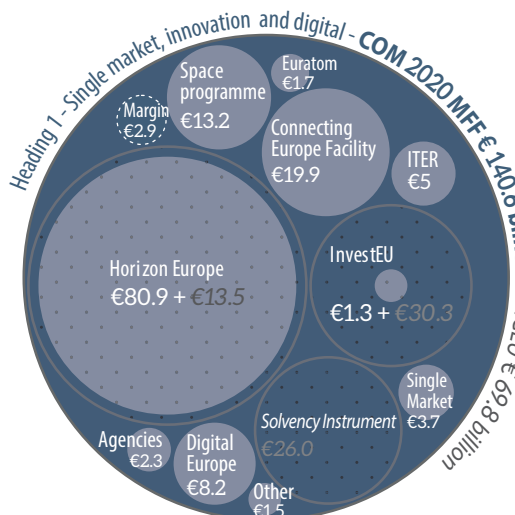 Heading 1 - Single market, innovation and digital - COM 2020 MFF € 140.6
69.8 billion
Space
programme
€13.2
Euratom
€1.7
Margin
€2.9
Connecting
Europe Facility
€19.9
ITER
€5
Horizon Europe
€80.9 + €13.5
InvestEU
€1.3 + €30.3
Single
Market
€3.7
Solvency Instrument
€26.0
Agencies
€2.3
Digital
Europe
€8.2
Other
€1.5